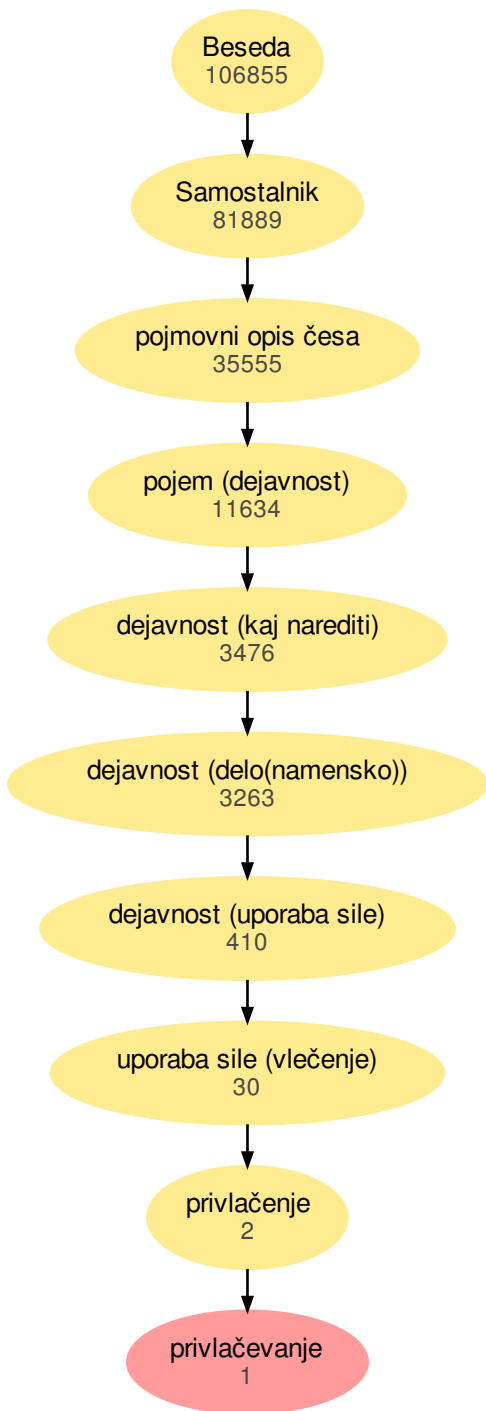 Beseda
106855
Samostalnik
81889
pojmovni opis česa
35555
pojem (dejavnost)
11634
dejavnost (kaj narediti)
3476
dejavnost (delo(namensko))
3263
dejavnost (uporaba sile)
410
uporaba sile (vlečenje)
30
privlačenje
2
privlačevanje
1